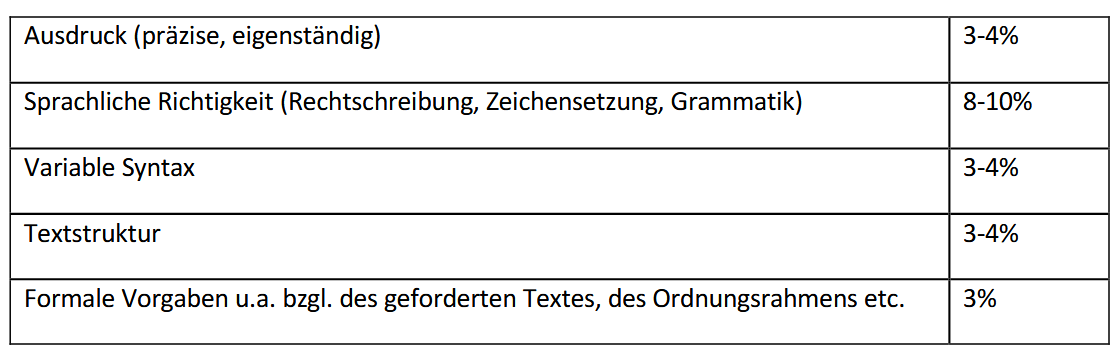 Ausdruck (präzise, eigenständig) 3-4%
Sprachliche Richtigkeit (Rechtschreibung, Zeichensetzung, Grammatik) 8-10%
Variable Syntax 3-4%
Textstruktur 3-4%
Formale Vorgaben u.a. bzgl. des geforderten Textes, des Ordnungsrahmens etc. 3%